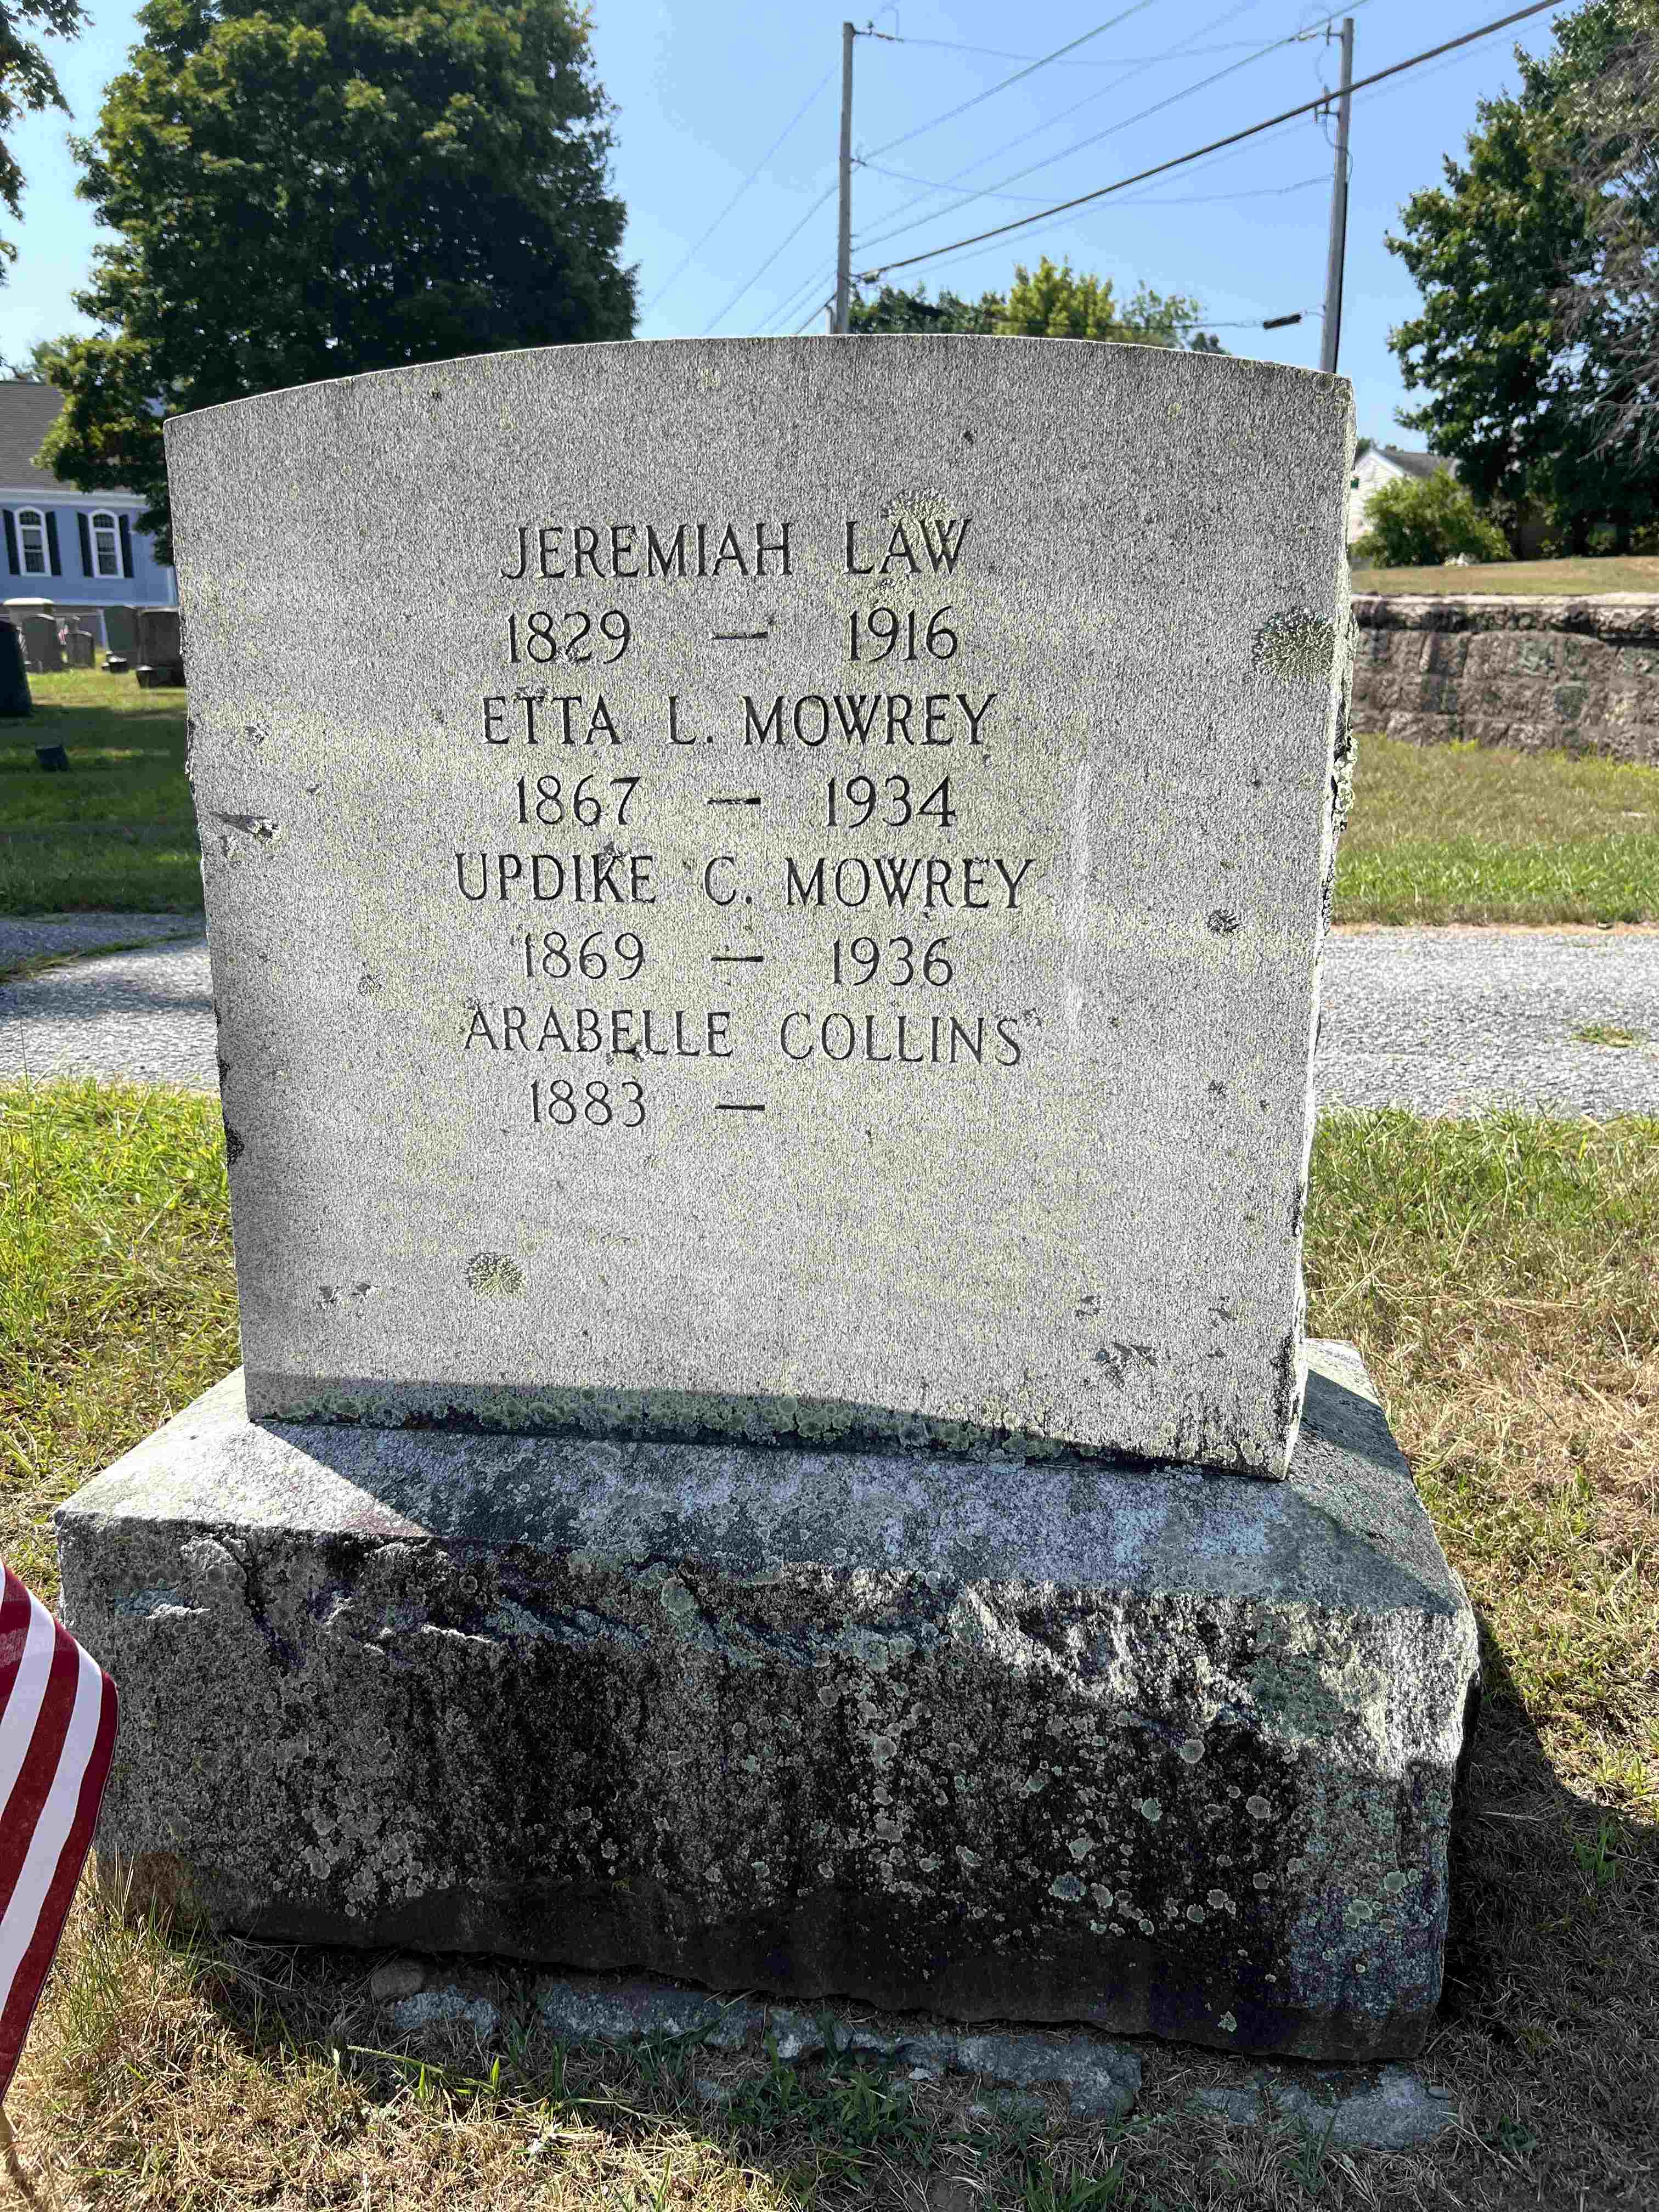 JEREMIAH LAW
1829 — 1916
ETTA L. MOWREY
1867 — 1934
UPDIKE C. MOWREY
1869 — 1936
ARABELLE COLLINS
1883 —